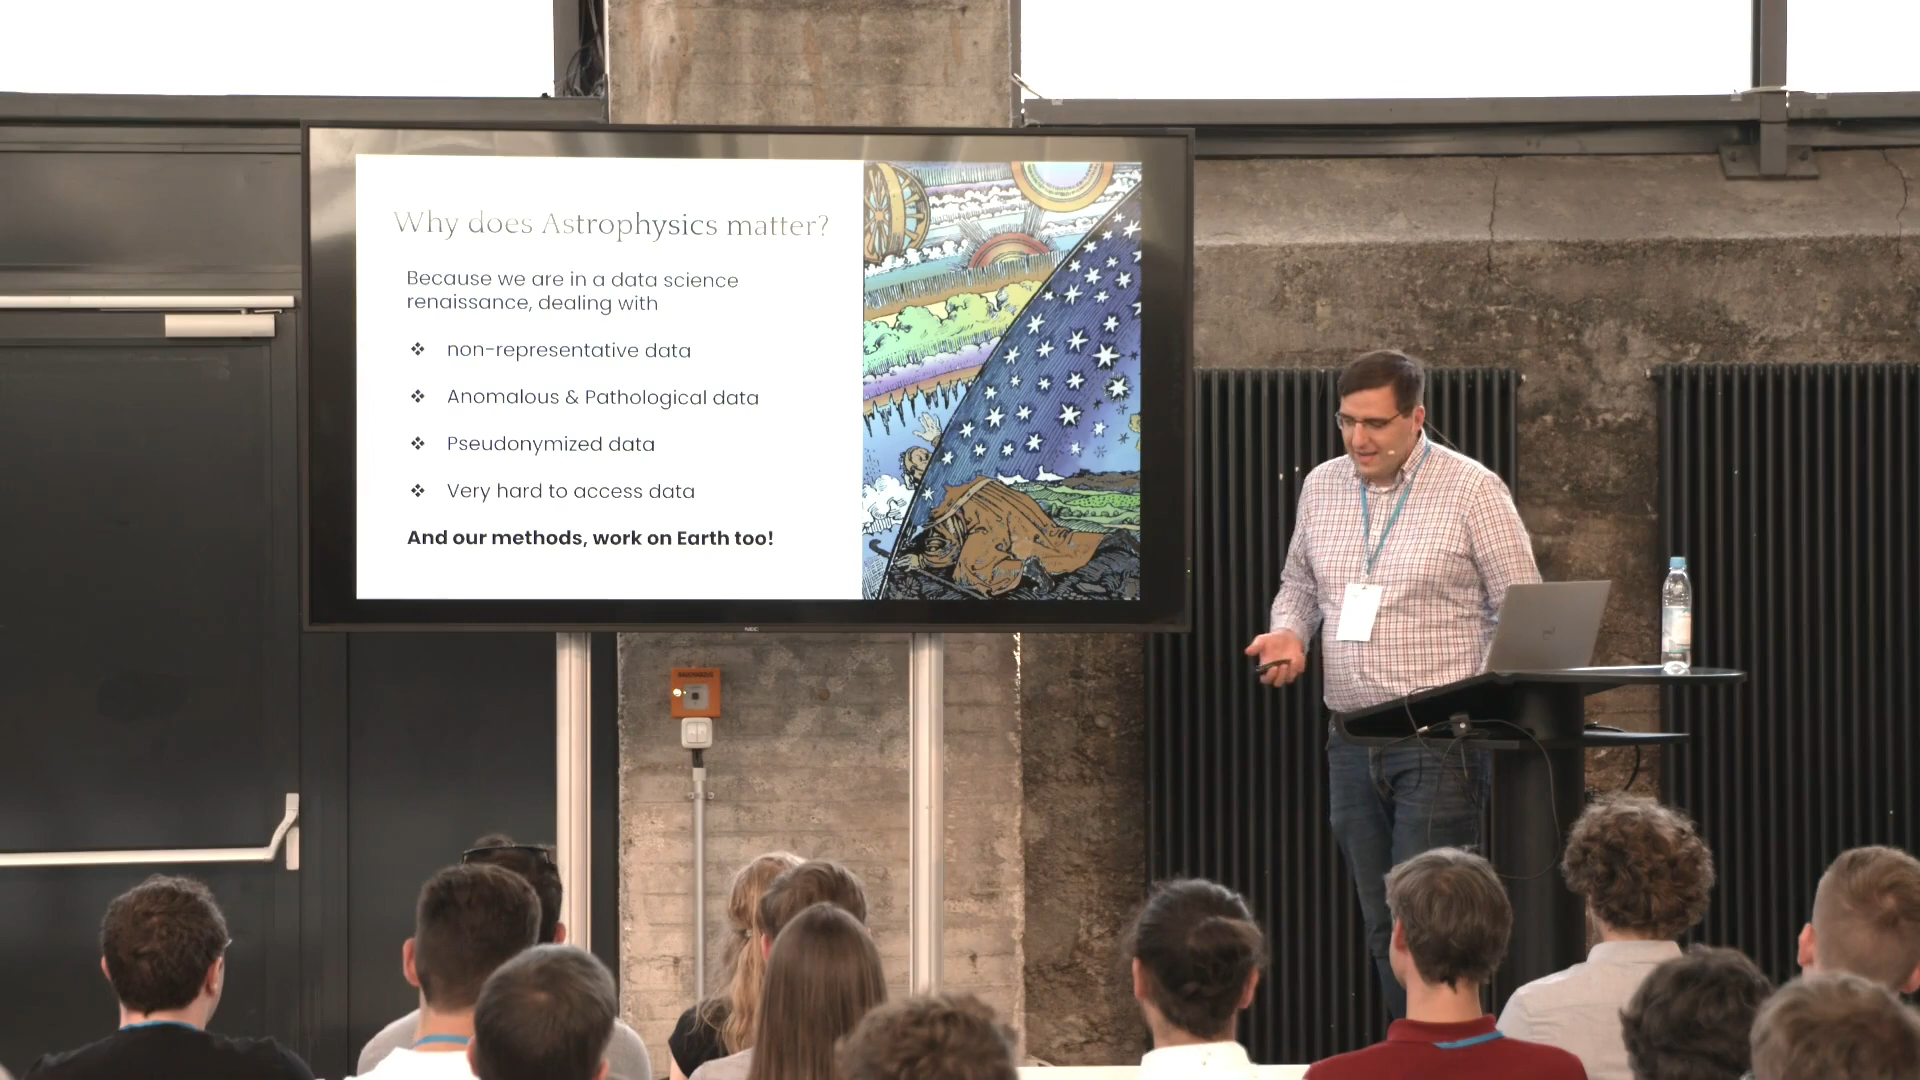 Why does Astrophysics matter?
Because we are in a data science
renaissance, dealing with
❖ non-representative data
❖ Anomalous & Pathological data
❖ Pseudonymized data
❖ Very hard to access data
And our methods, work on Earth too!
NEC